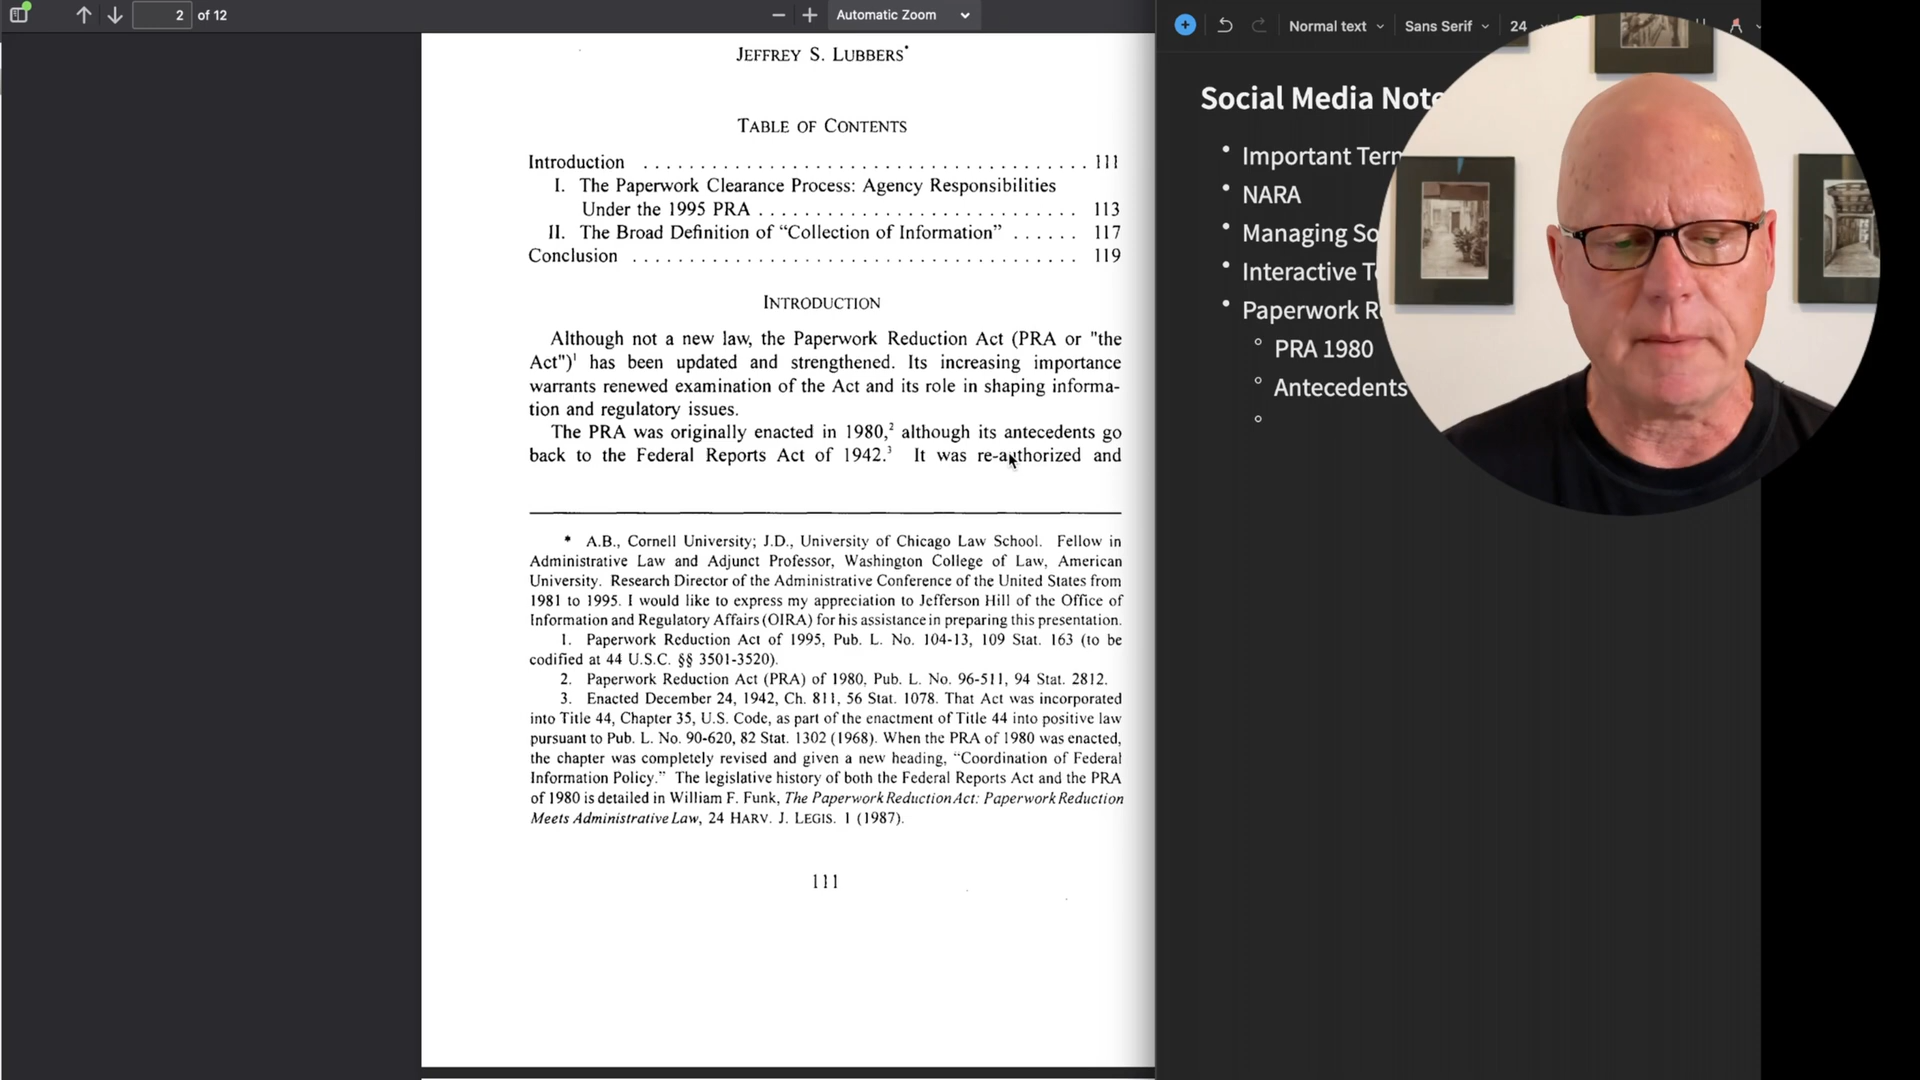 2 of 12
Automatic Zoom
JEFFREY S. LUBBERS*
TABLE OF CONTENTS
Introduction . . . . . . . . . . . . . . . . . . . . . . . . . . . . . . . . . . . . . . . 111
I. The Paperwork Clearance Process: Agency Responsibilities
Under the 1995 PRA . . . . . . . . . . . . . . . . . . . . . . . . . . . . 113
II. The Broad Definition of “Collection of Information” . . . . . . 117
Conclusion . . . . . . . . . . . . . . . . . . . . . . . . . . . . . . . . . . . . . . . 119
INTRODUCTION
Although not a new law, the Paperwork Reduction Act (PRA or "the
Act")1 has been updated and strengthened. Its increasing importance
warrants renewed examination of the Act and its role in shaping informa-
tion and regulatory issues.
The PRA was originally enacted in 1980,2 although its antecedents go
back to the Federal Reports Act of 1942.3 It was re-authorized and
* A.B., Cornell University; J.D., University of Chicago Law School. Fellow in
Administrative Law and Adjunct Professor, Washington College of Law, American
University. Research Director of the Administrative Conference of the United States from
1981 to 1995. I would like to express my appreciation to Jefferson Hill of the Office of
Information and Regulatory Affairs (OIRA) for his assistance in preparing this presentation.
1. Paperwork Reduction Act of 1995, Pub. L. No. 104-13, 109 Stat. 163 (to be
codified at 44 U.S.C. §§ 3501-3520).
2. Paperwork Reduction Act (PRA) of 1980, Pub. L. No. 96-511, 94 Stat. 2812.
3. Enacted December 24, 1942, Ch. 811, 56 Stat. 1078. That Act was incorporated
into Title 44, Chapter 35, U.S. Code, as part of the enactment of Title 44 into positive law
pursuant to Pub. L. No. 90-620, 82 Stat. 1302 (1968). When the PRA of 1980 was enacted,
the chapter was completely revised and given a new heading, “Coordination of Federal
Information Policy.” The legislative history of both the Federal Reports Act and the PRA
of 1980 is detailed in William F. Funk, The Paperwork Reduction Act: Paperwork Reduction
Meets Administrative Law, 24 HARV. J. LEGIS. 1 (1987).
111
Normal text Sans Serif 24
Social Media Note
• Important Term
• NARA
• Managing So
• Interactive
• Paperwork R
◦ PRA 1980
◦ Antecedents